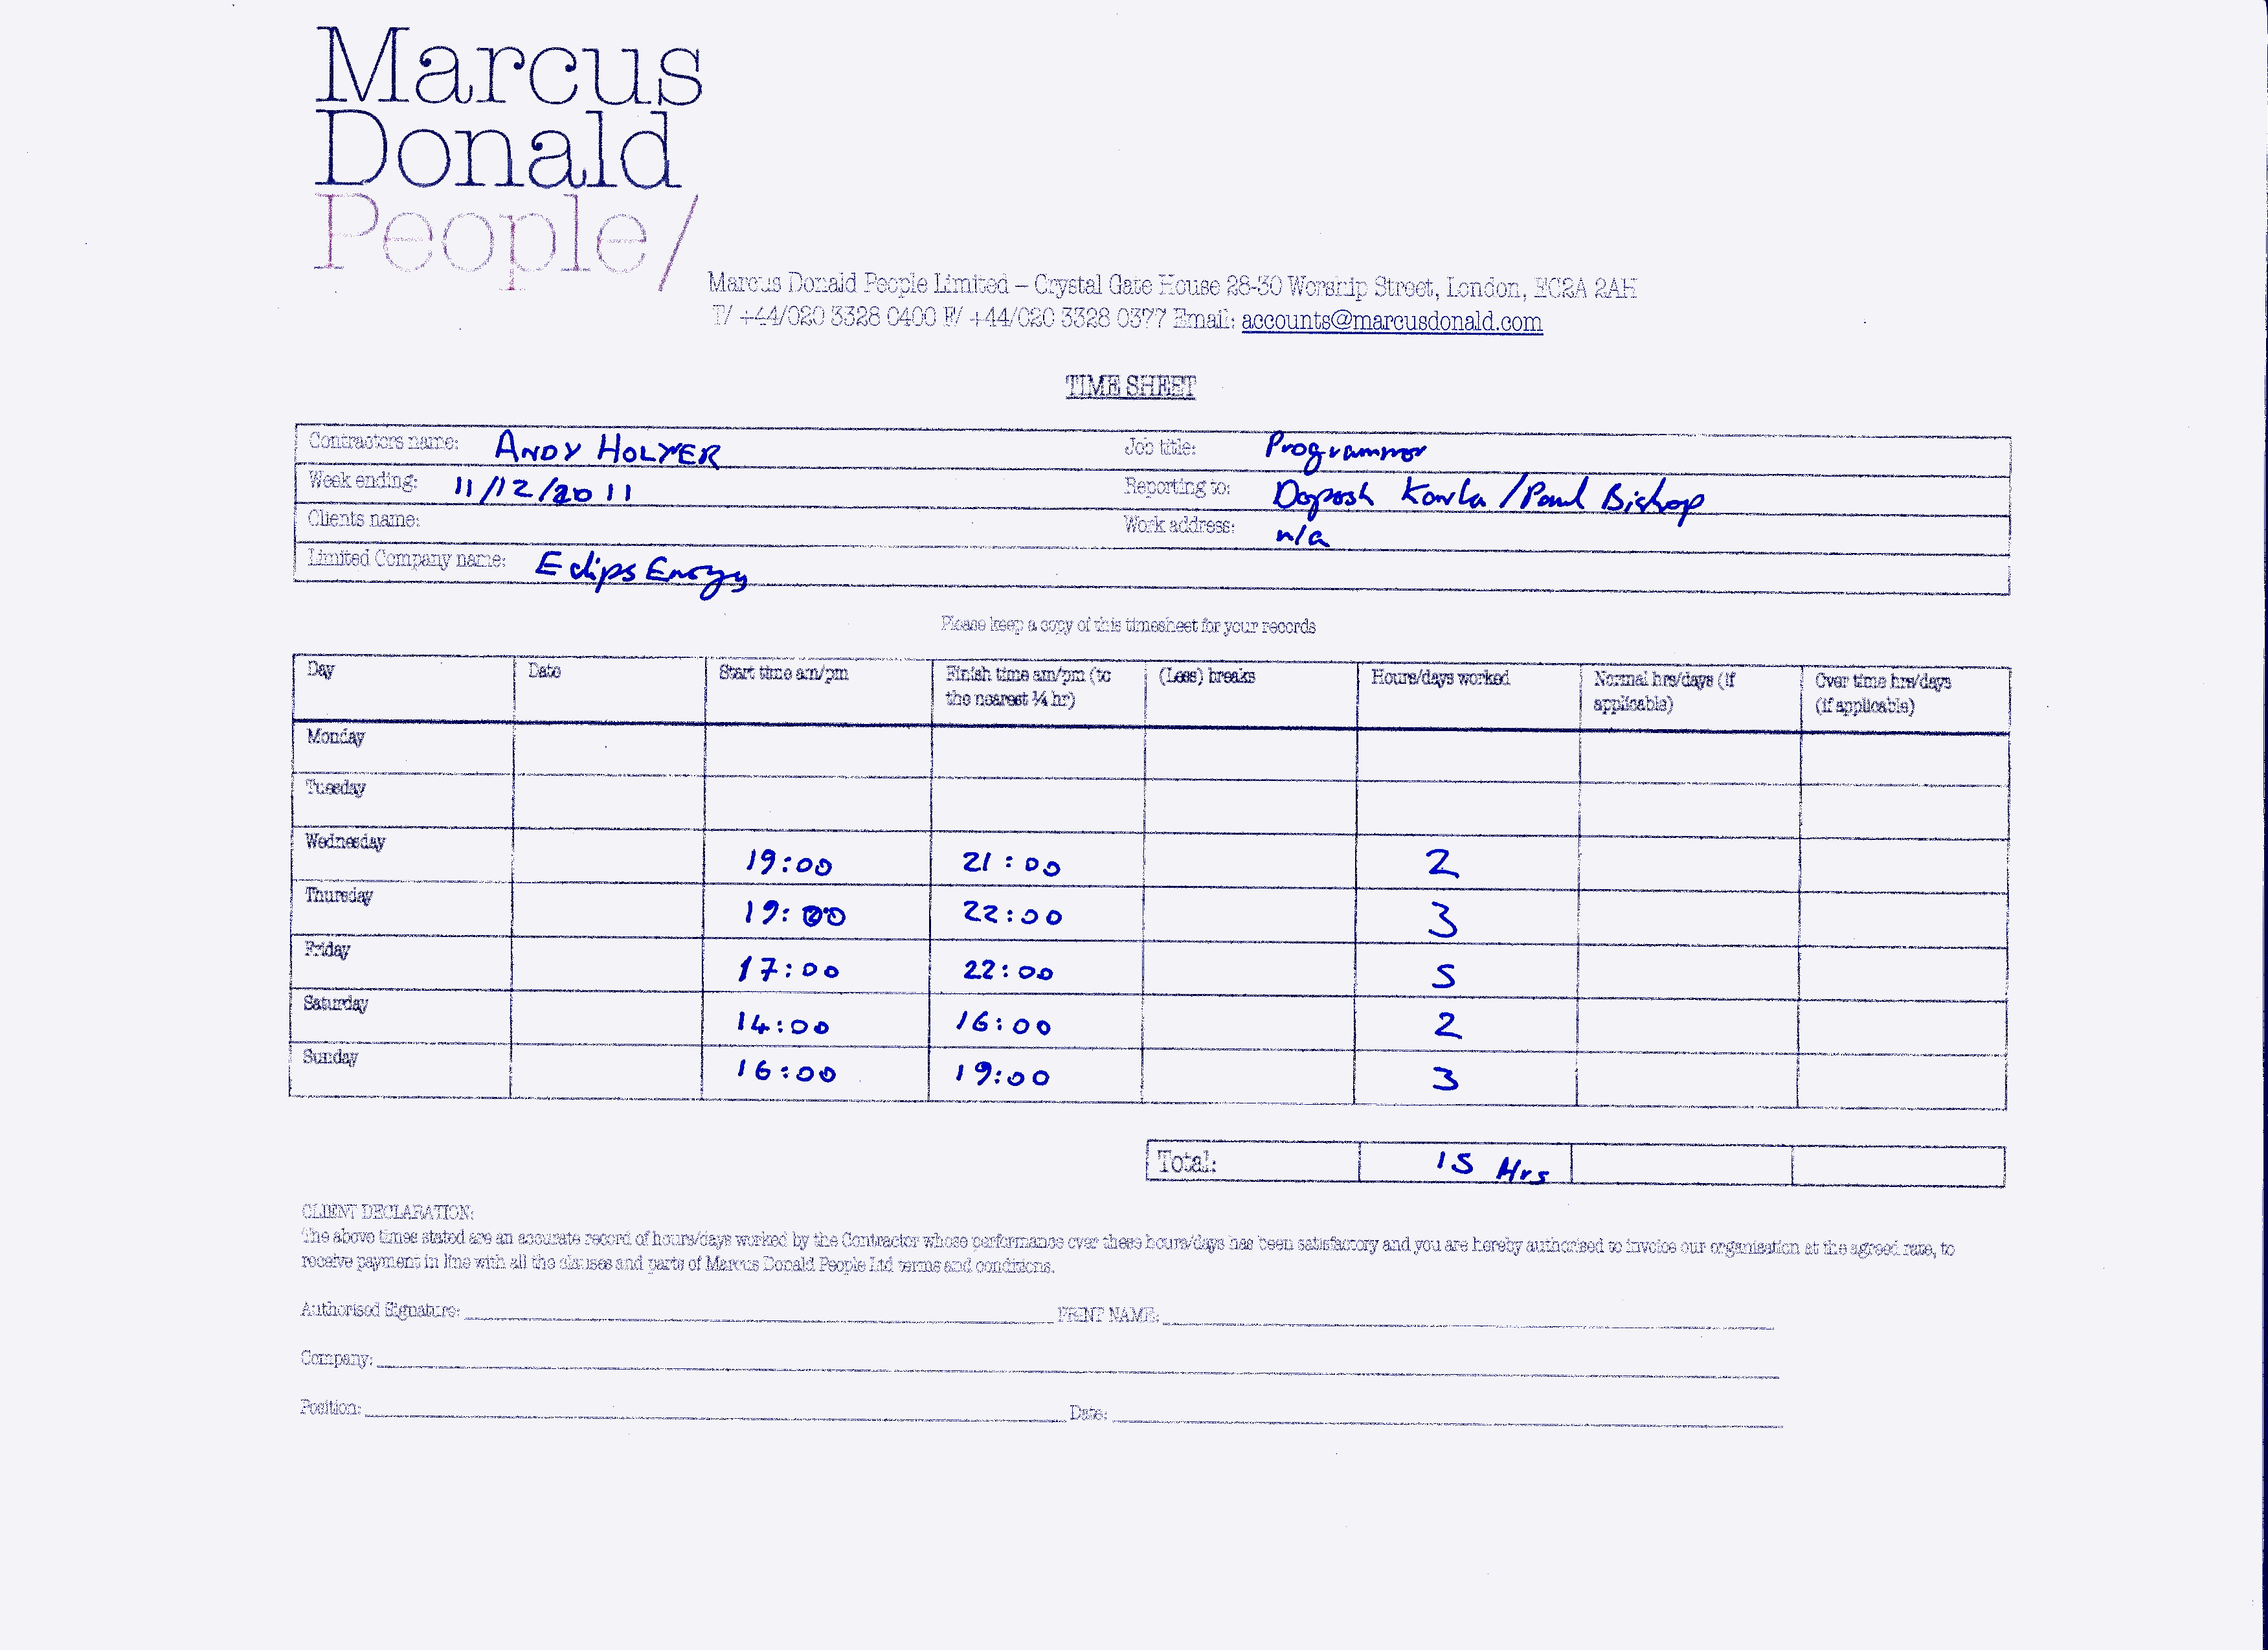 Marcus
Donald
People/
Marcus Donald People Limited – Crystal Gate House 28-30 Worship Street, London, EC2A 2AH
T/ +44/020 3328 0400 F/ +44/020 3328 0377 Email: accounts@marcusdonald.com
TIME SHEET
Contractors name: ANDY HOLYER Job title: Programmer
Week ending: 11/12/2011 Reporting to: / Paul Bishop
Clients name: Work address: n/a
Limited Company name: Eclips Energy
Please keep a copy of this timesheet for your records
Day Date Start time am/pm Finish time am/pm (to the nearest ¼ hr) (Less) breaks Hours/days worked Normal hrs/days (if applicable) Over time hrs/days (if applicable)
Monday
Tuesday
Wednesday 19:00 21:00 2
Thursday 19:00 22:00 3
Friday 17:00 22:00 5
Saturday 14:00 16:00 2
Sunday 16:00 19:00 3
Total: 15 Hrs
CLIENT DECLARATION:
The above times stated are an accurate record of hours/days worked by the Contractor whose performance over these hours/days has been satisfactory and you are hereby authorised to invoice our organisation at the agreed rate, to
receive payment in line with all the clauses and parts of Marcus Donald People Ltd terms and conditions.
Authorised Signature: PRINT NAME:
Company:
Position: Date: